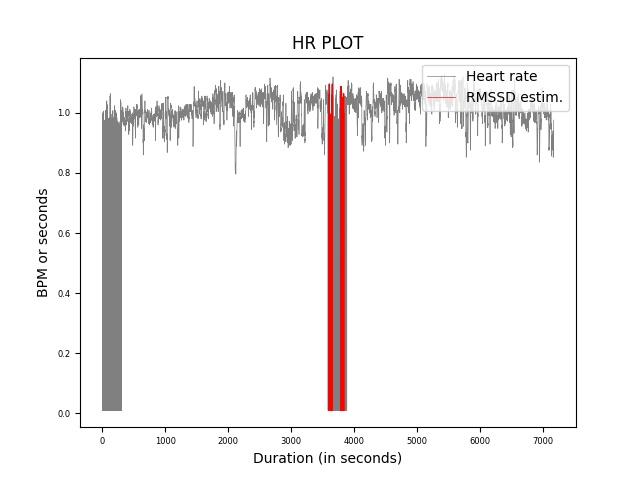 HR PLOT
Heart rate
RMSSD estim.
BPM or seconds
1.0
0.8
0.6
0.4
0.2
0.0
0 1000 2000 3000 4000 5000 6000 7000
Duration (in seconds)